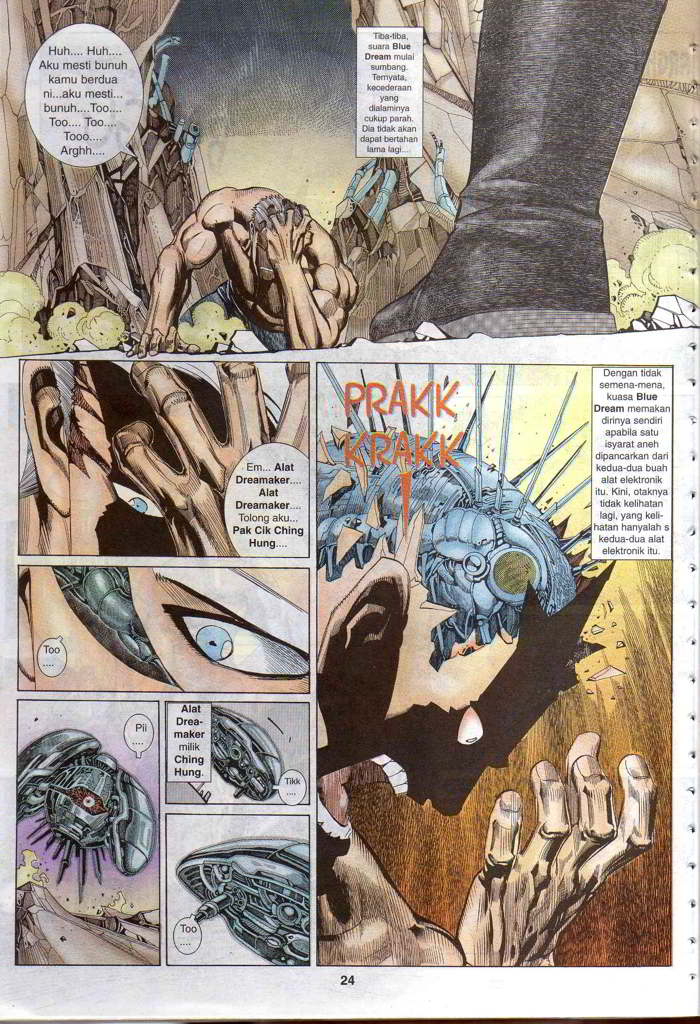 Huh.... Huh....
Aku mesti bunuh
kamu berdua
ni...aku mesti...
bunuh....Too....
Too.... Too....
Tooo....
Arghh....
Tiba-tiba,
suara Blue
Dream mulai
sumbang.
Ternyata,
kecederaan
yang
dialaminya
cukup parah.
Dia tidak akan
dapat bertahan
lama lagi....
Em... Alat
Dreamaker....
Alat
Dreamaker....
Tolong aku...
Pak Cik Ching
Hung....
Too
....
Pii
....
Alat
Drea-
maker
milik
Ching
Hung.
Tikk
....
Too
....
PRAKK
KRAKK
!
Dengan tidak
semena-mena,
kuasa Blue
Dream memakan
dirinya sendiri
apabila satu
isyarat aneh
dipancarkan dari
kedua-dua buah
alat elektronik
itu. Kini, otaknya
tidak kelihatan
lagi, yang keli-
hatan hanyalah s
kedua-dua alat
elektronik itu.
24